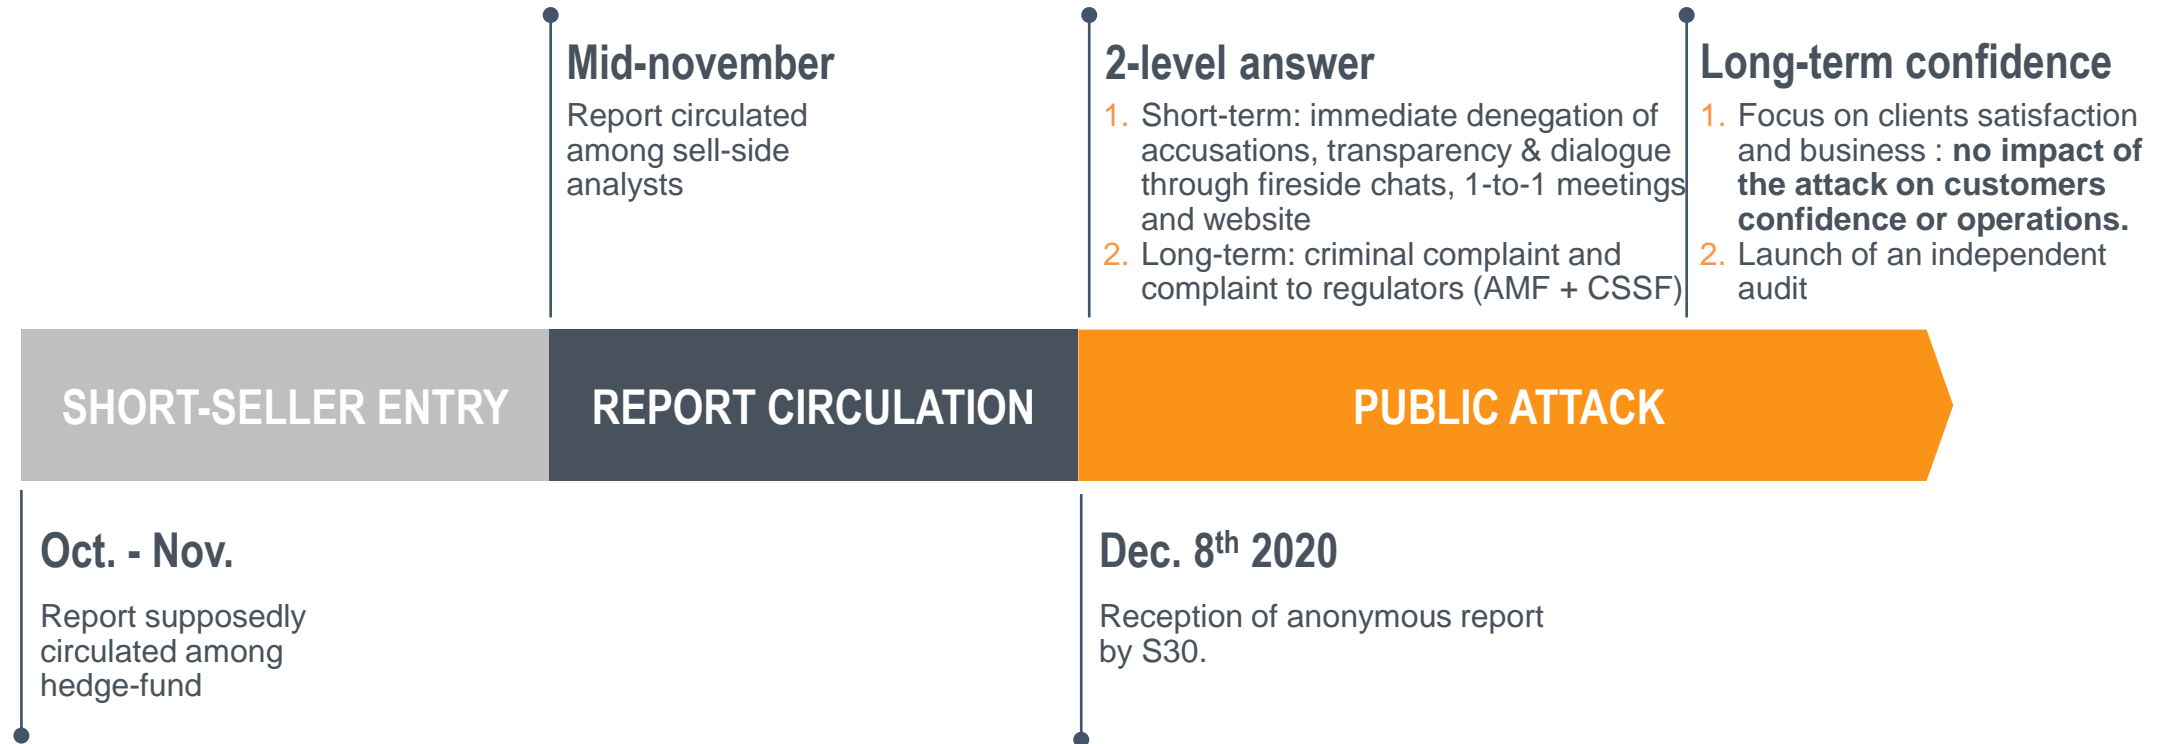 Mid-november
Report circulated
among sell-side
analysts
2-level answer
1. Short-term: immediate denegation of
accusations, transparency & dialogue
through fireside chats, 1-to-1 meetings
and website
2. Long-term: criminal complaint and
complaint to regulators (AMF + CSSF)
Long-term confidence
1. Focus on clients satisfaction
and business : no impact of
the attack on customers
confidence or operations.
2. Launch of an independent
audit
SHORT-SELLER ENTRY
REPORT CIRCULATION
PUBLIC ATTACK
Oct. - Nov.
Report supposedly
circulated among
hedge-fund
Dec. 8th 2020
Reception of anonymous report
by S30.